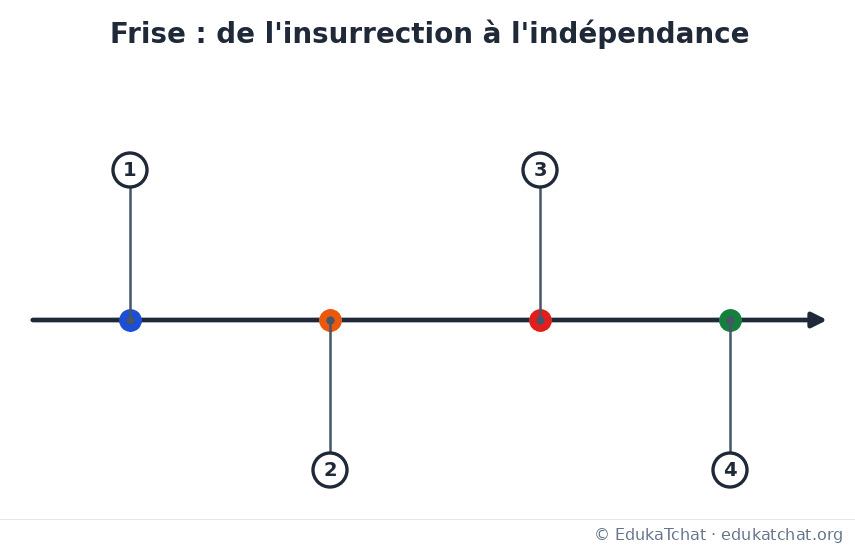 Frise : de l'insurrection à l'indépendance
1
3
2
4
© EdukaTchat · edukatchat.org